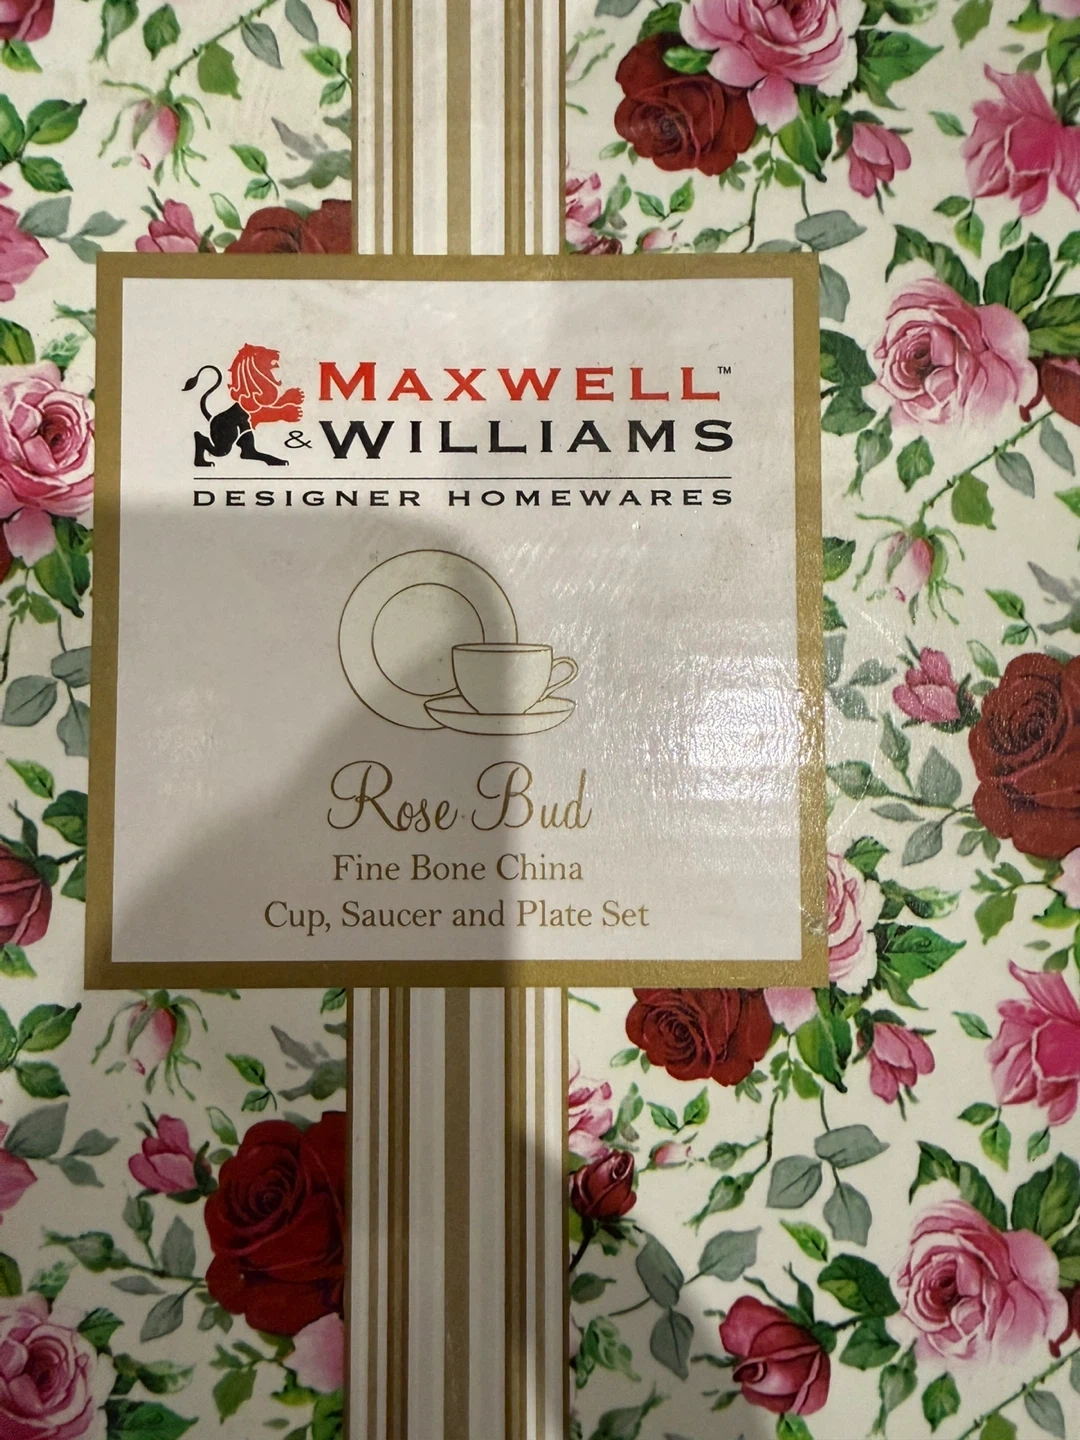 MAXWELL™
& WILLIAMS
DESIGNER HOMEWARES
Rose Bud
Fine Bone China
Cup, Saucer and Plate Set